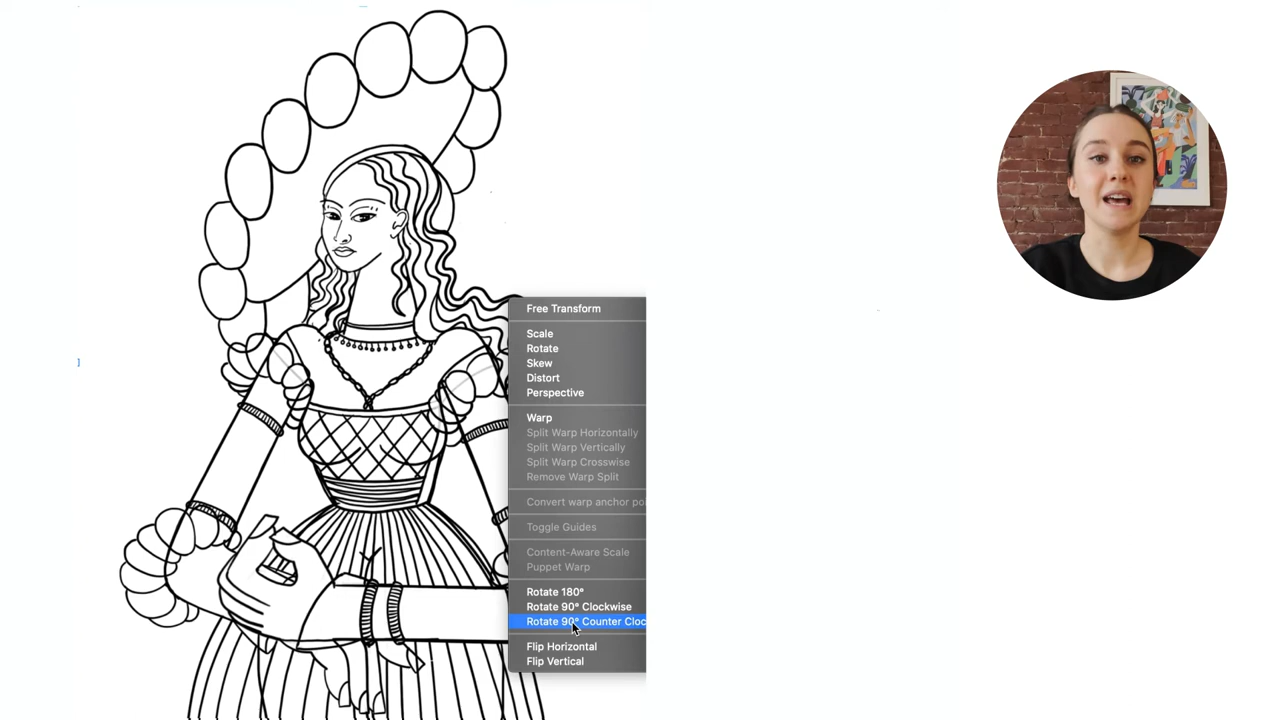 Free Transform
Scale
Rotate
Skew
Distort
Perspective
Warp
Split Warp Horizontally
Split Warp Vertically
Split Warp Crosswise
Remove Warp Split
Convert warp anchor poi
Toggle Guides
Content-Aware Scale
Puppet Warp
Rotate 180°
Rotate 90° Clockwise
Rotate 90° Counter Cloc
Flip Horizontal
Flip Vertical